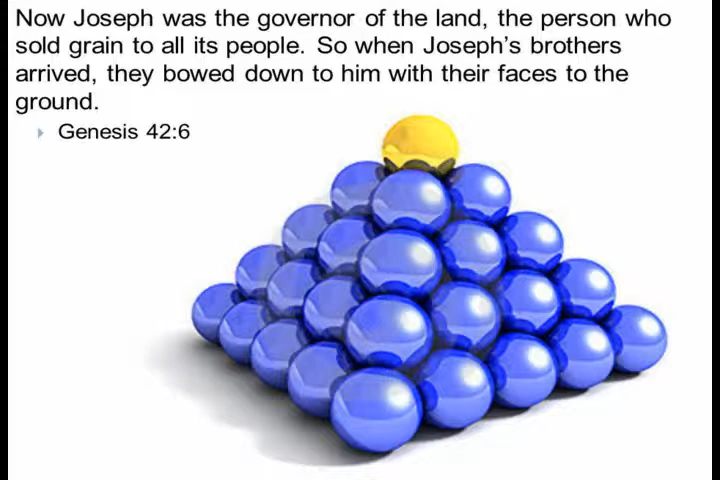 Now Joseph was the governor of the land, the person who
sold grain to all its people. So when Joseph’s brothers
arrived, they bowed down to him with their faces to the
ground.
Genesis 42:6